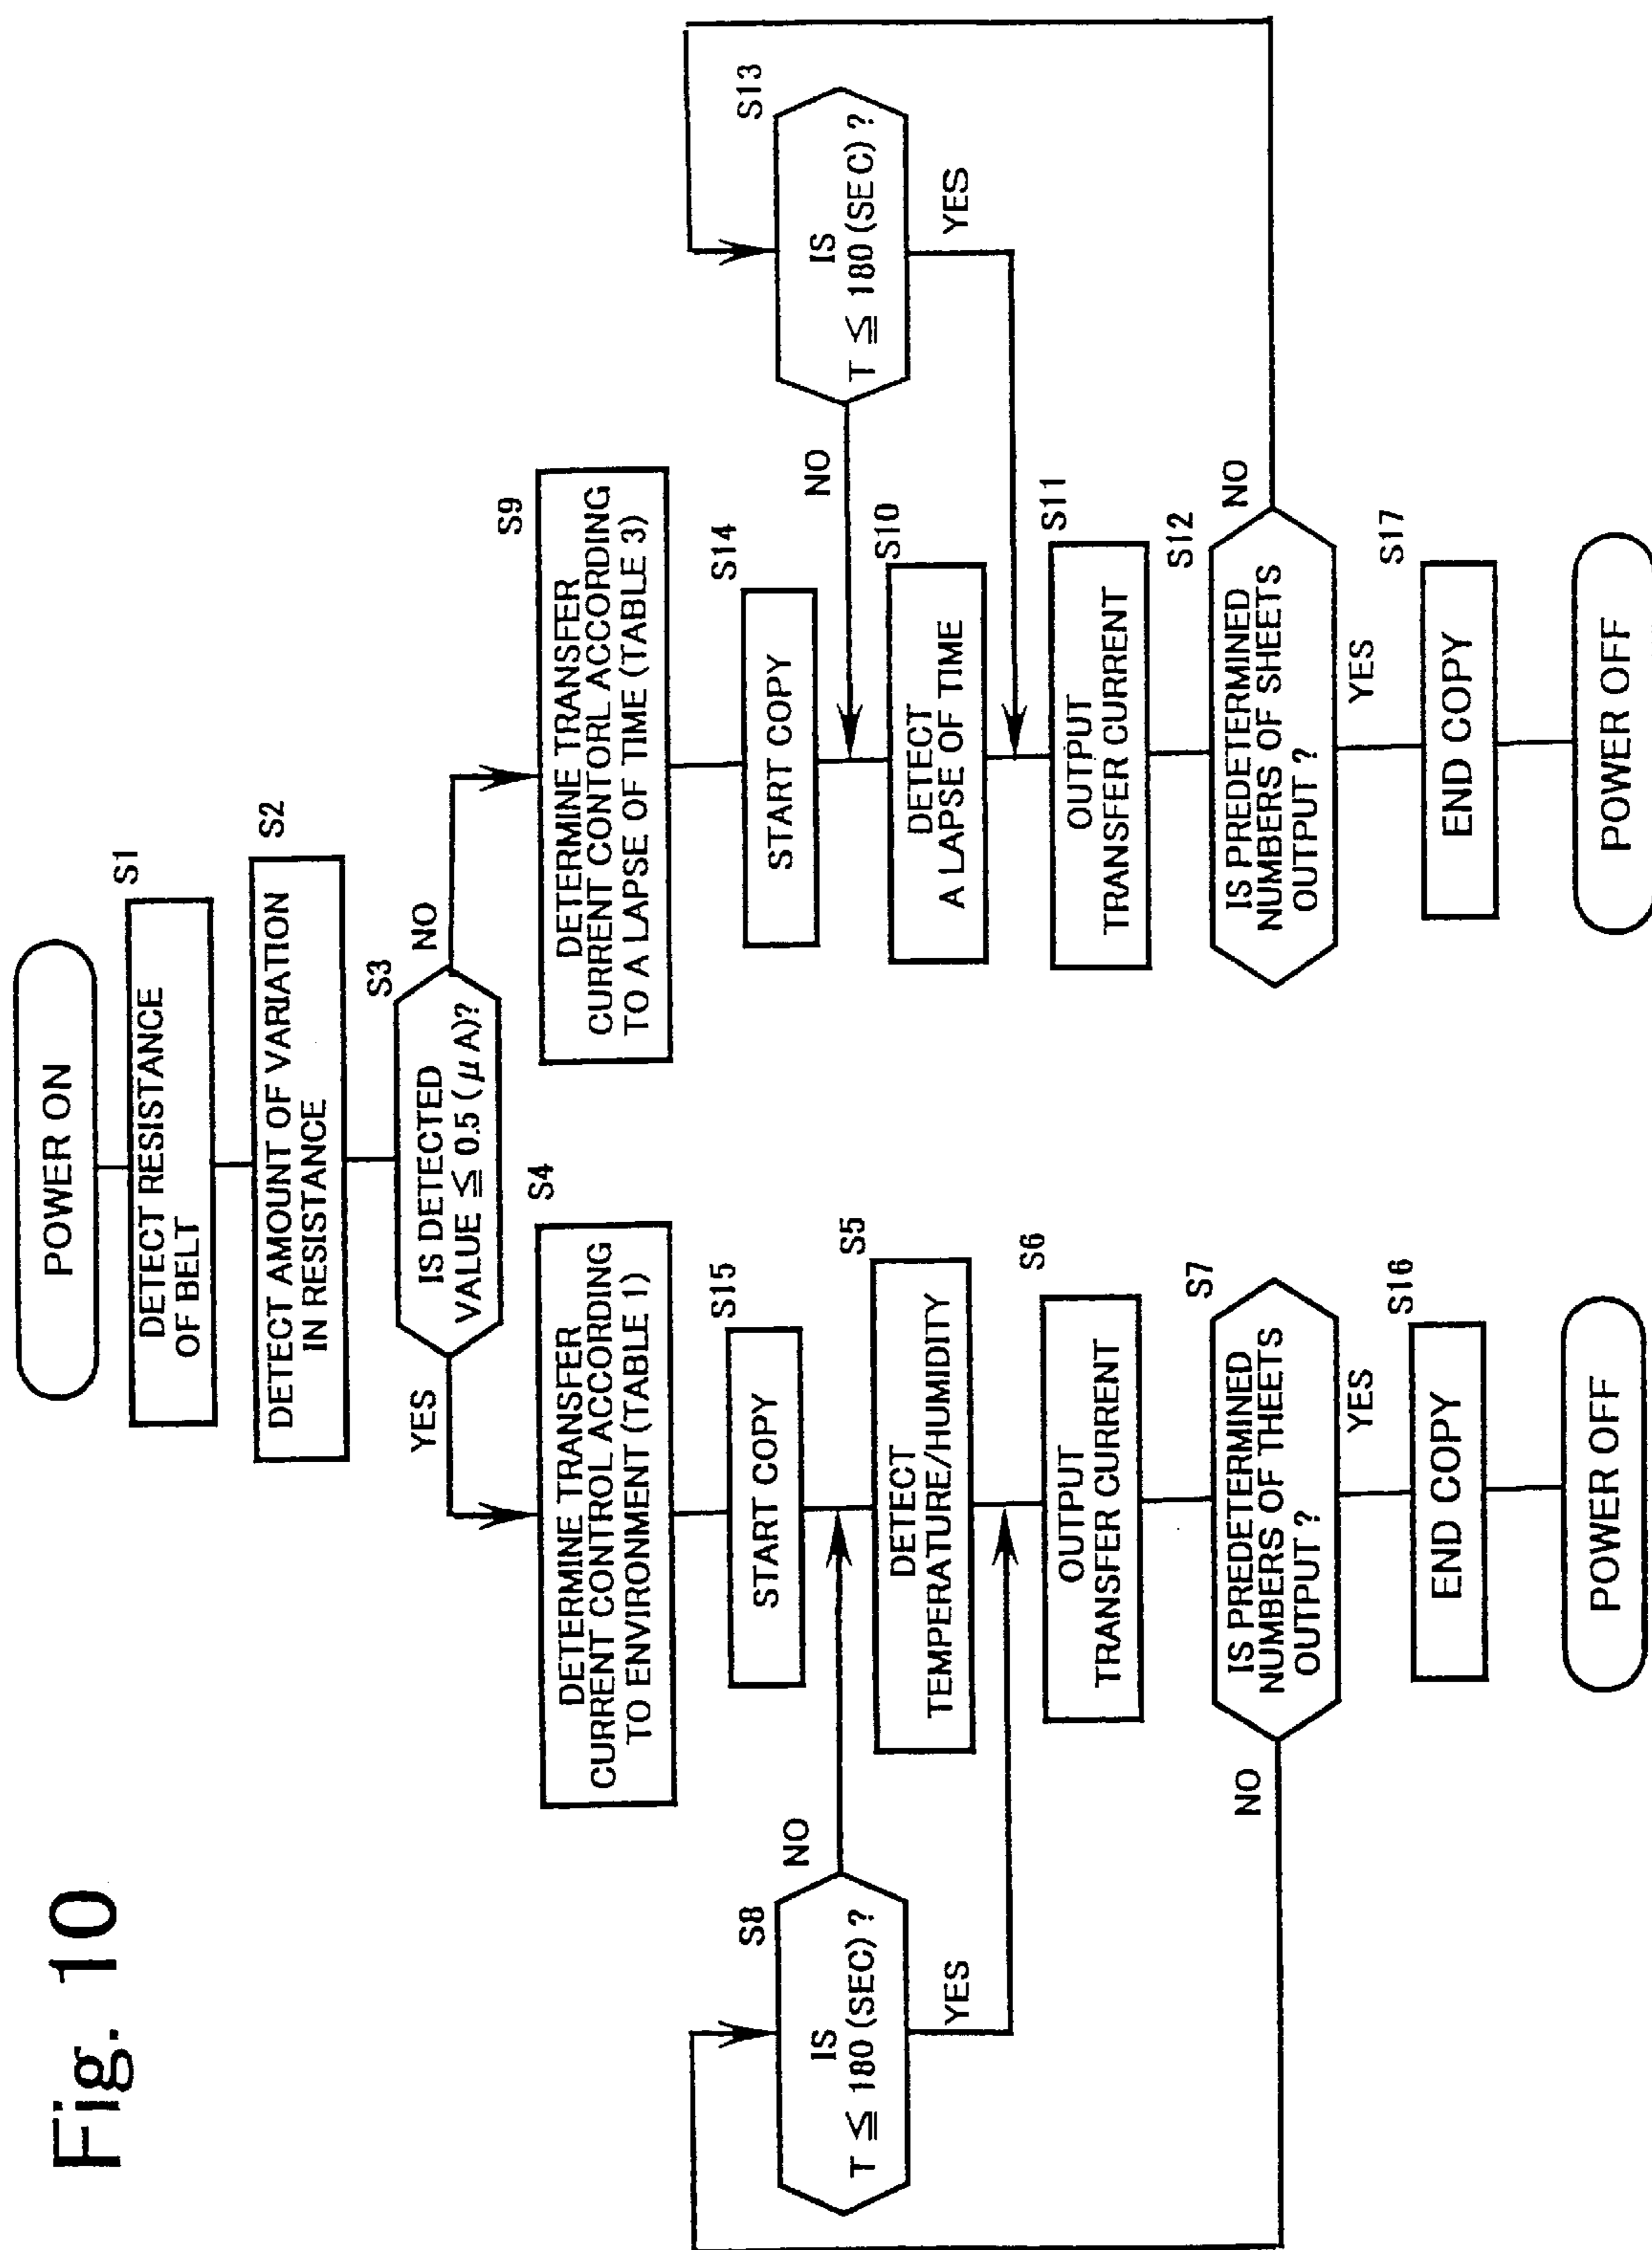 Fig. 10
POWER ON
S1
DETECT RESISTANCE
OF BELT
S2
DETECT AMOUNT OF VARIATION
IN RESISTANCE
S3
IS DETECTED
VALUE ≦ 0.5 (μA)?
YES
NO
S4
DETERMINE TRANSFER
CURRENT CONTROL ACCORDING
TO ENVIRONMENT (TABLE 1)
S15
START COPY
S8
IS
T ≦ 180 (SEC) ?
NO
YES
S5
DETECT
TEMPERATURE/HUMIDITY
S6
OUTPUT
TRANSFER CURRENT
S7
IS PREDETERMINED
NUMBERS OF THEETS
OUTPUT ?
NO
YES
S16
END COPY
POWER OFF
S9
DETERMINE TRANSFER
CURRENT CONTORL ACCORDING
TO A LAPSE OF TIME (TABLE 3)
S14
START COPY
S13
IS
T ≦ 180 (SEC) ?
NO
YES
S10
DETECT
A LAPSE OF TIME
S11
OUTPUT
TRANSFER CURRENT
S12
IS PREDETERMINED
NUMBERS OF SHEETS
OUTPUT ?
NO
YES
S17
END COPY
POWER OFF